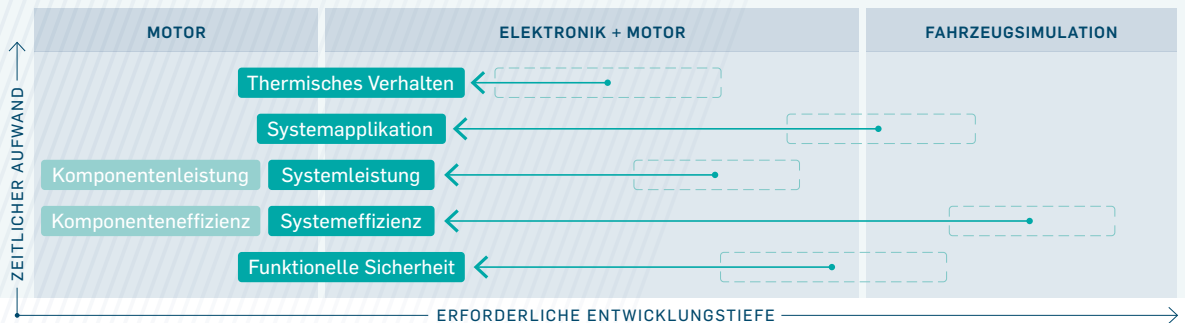 MOTOR
ELEKTRONIK + MOTOR
FAHRZEUGSIMULATION
ZEITLICHER AUFWAND
Thermisches Verhalten
Systemapplikation
Komponentenleistung
Systemleistung
Komponenteneffizienz
Systemeffizienz
Funktionelle Sicherheit
ERFORDERLICHE ENTWICKLUNGSTIEFE